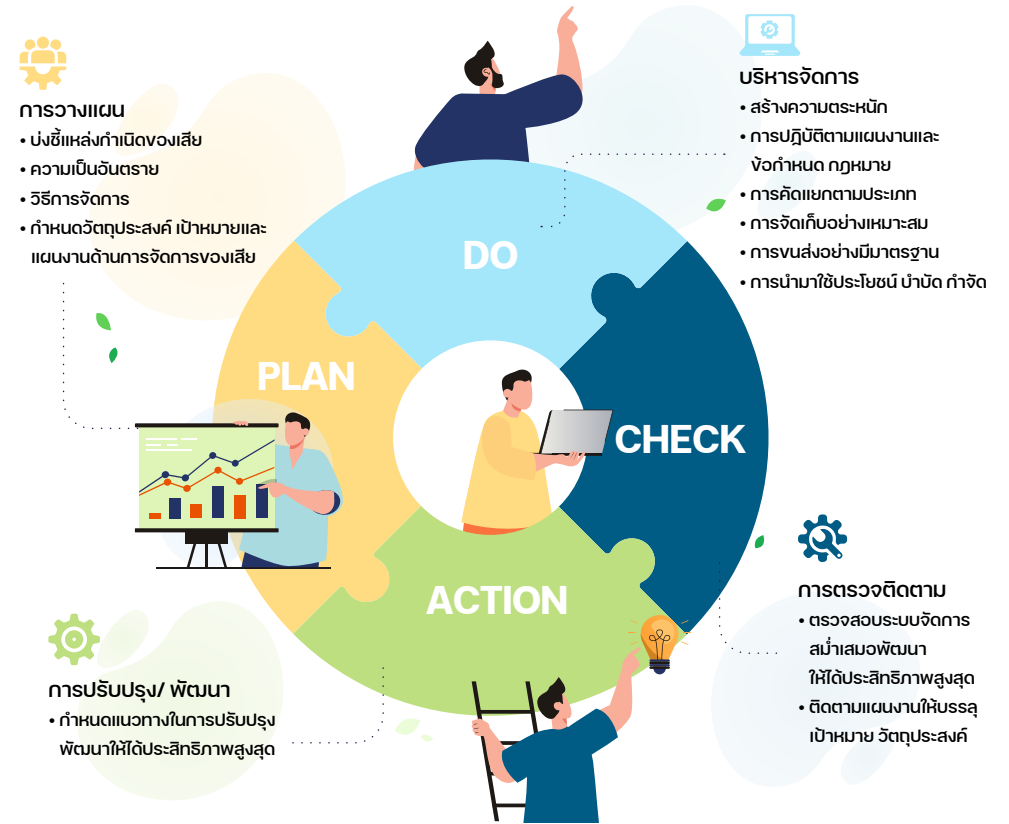 การวางแผน
• บ่งชี้แหล่งกำเนิดของเสีย
• ความเป็นอันตราย
• วิธีการจัดการ
• กำหนดวัตถุประสงค์ เป้าหมายและ
แผนงานด้านการจัดการของเสีย
บริหารจัดการ
• สร้างความตระหนัก
• การปฎิบัติตามแผนงานและ
ข้อกำหนด กฎหมาย
• การคัดแยกตามประเภท
• การจัดเก็บอย่างเหมาะสม
• การขนส่งอย่างมีมาตรฐาน
• การนำมาใช้ประโยชน์ บำบัด กำจัด
DO
PLAN
CHECK
ACTION
การตรวจติดตาม
• ตรวจสอบระบบจัดการ
สม่ำเสมอพัฒนา
ให้ได้ประสิทธิภาพสูงสุด
• ติดตามแผนงานให้บรรลุ
เป้าหมาย วัตถุประสงค์
การปรับปรุง/ พัฒนา
• กำหนดแนวทางในการปรับปรุง
พัฒนาให้ได้ประสิทธิภาพสูงสุด